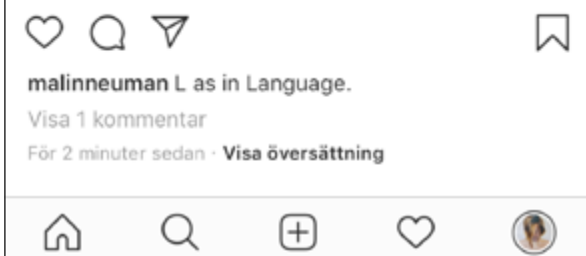 malinneuman L as in Language.
Visa 1 kommentar
För 2 minuter sedan · Visa översättning